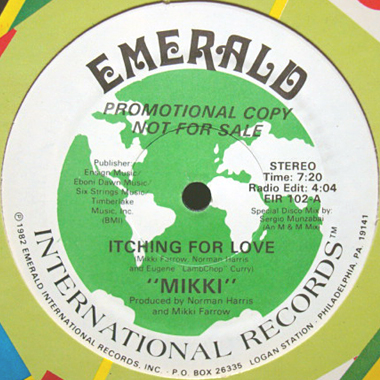 EMERALD
PROMOTIONAL COPY
NOT FOR SALE
Publisher:
Ensign Music/
Eboni Dawn Music/
Six Strings Music/
Timberlake
Music, Inc.
(BMI)
STEREO
Time: 7:20
Radio Edit: 4:04
EIR 102-A
Special Disco Mix by:
Sergio Munzabai
(An M & M Mix)
ITCHING FOR LOVE
(Mikki Farrow, Norman Harris
and Eugene "LambChop" Curry)
"MIKKI"
Produced by Norman Harris
and Mikki Farrow
INTERNATIONAL RECORDS™
℗ 1982 EMERALD INTERNATIONAL RECORDS, INC. • P.O. BOX 26335 LOGAN STATION • PHILADELPHIA, PA. 19141